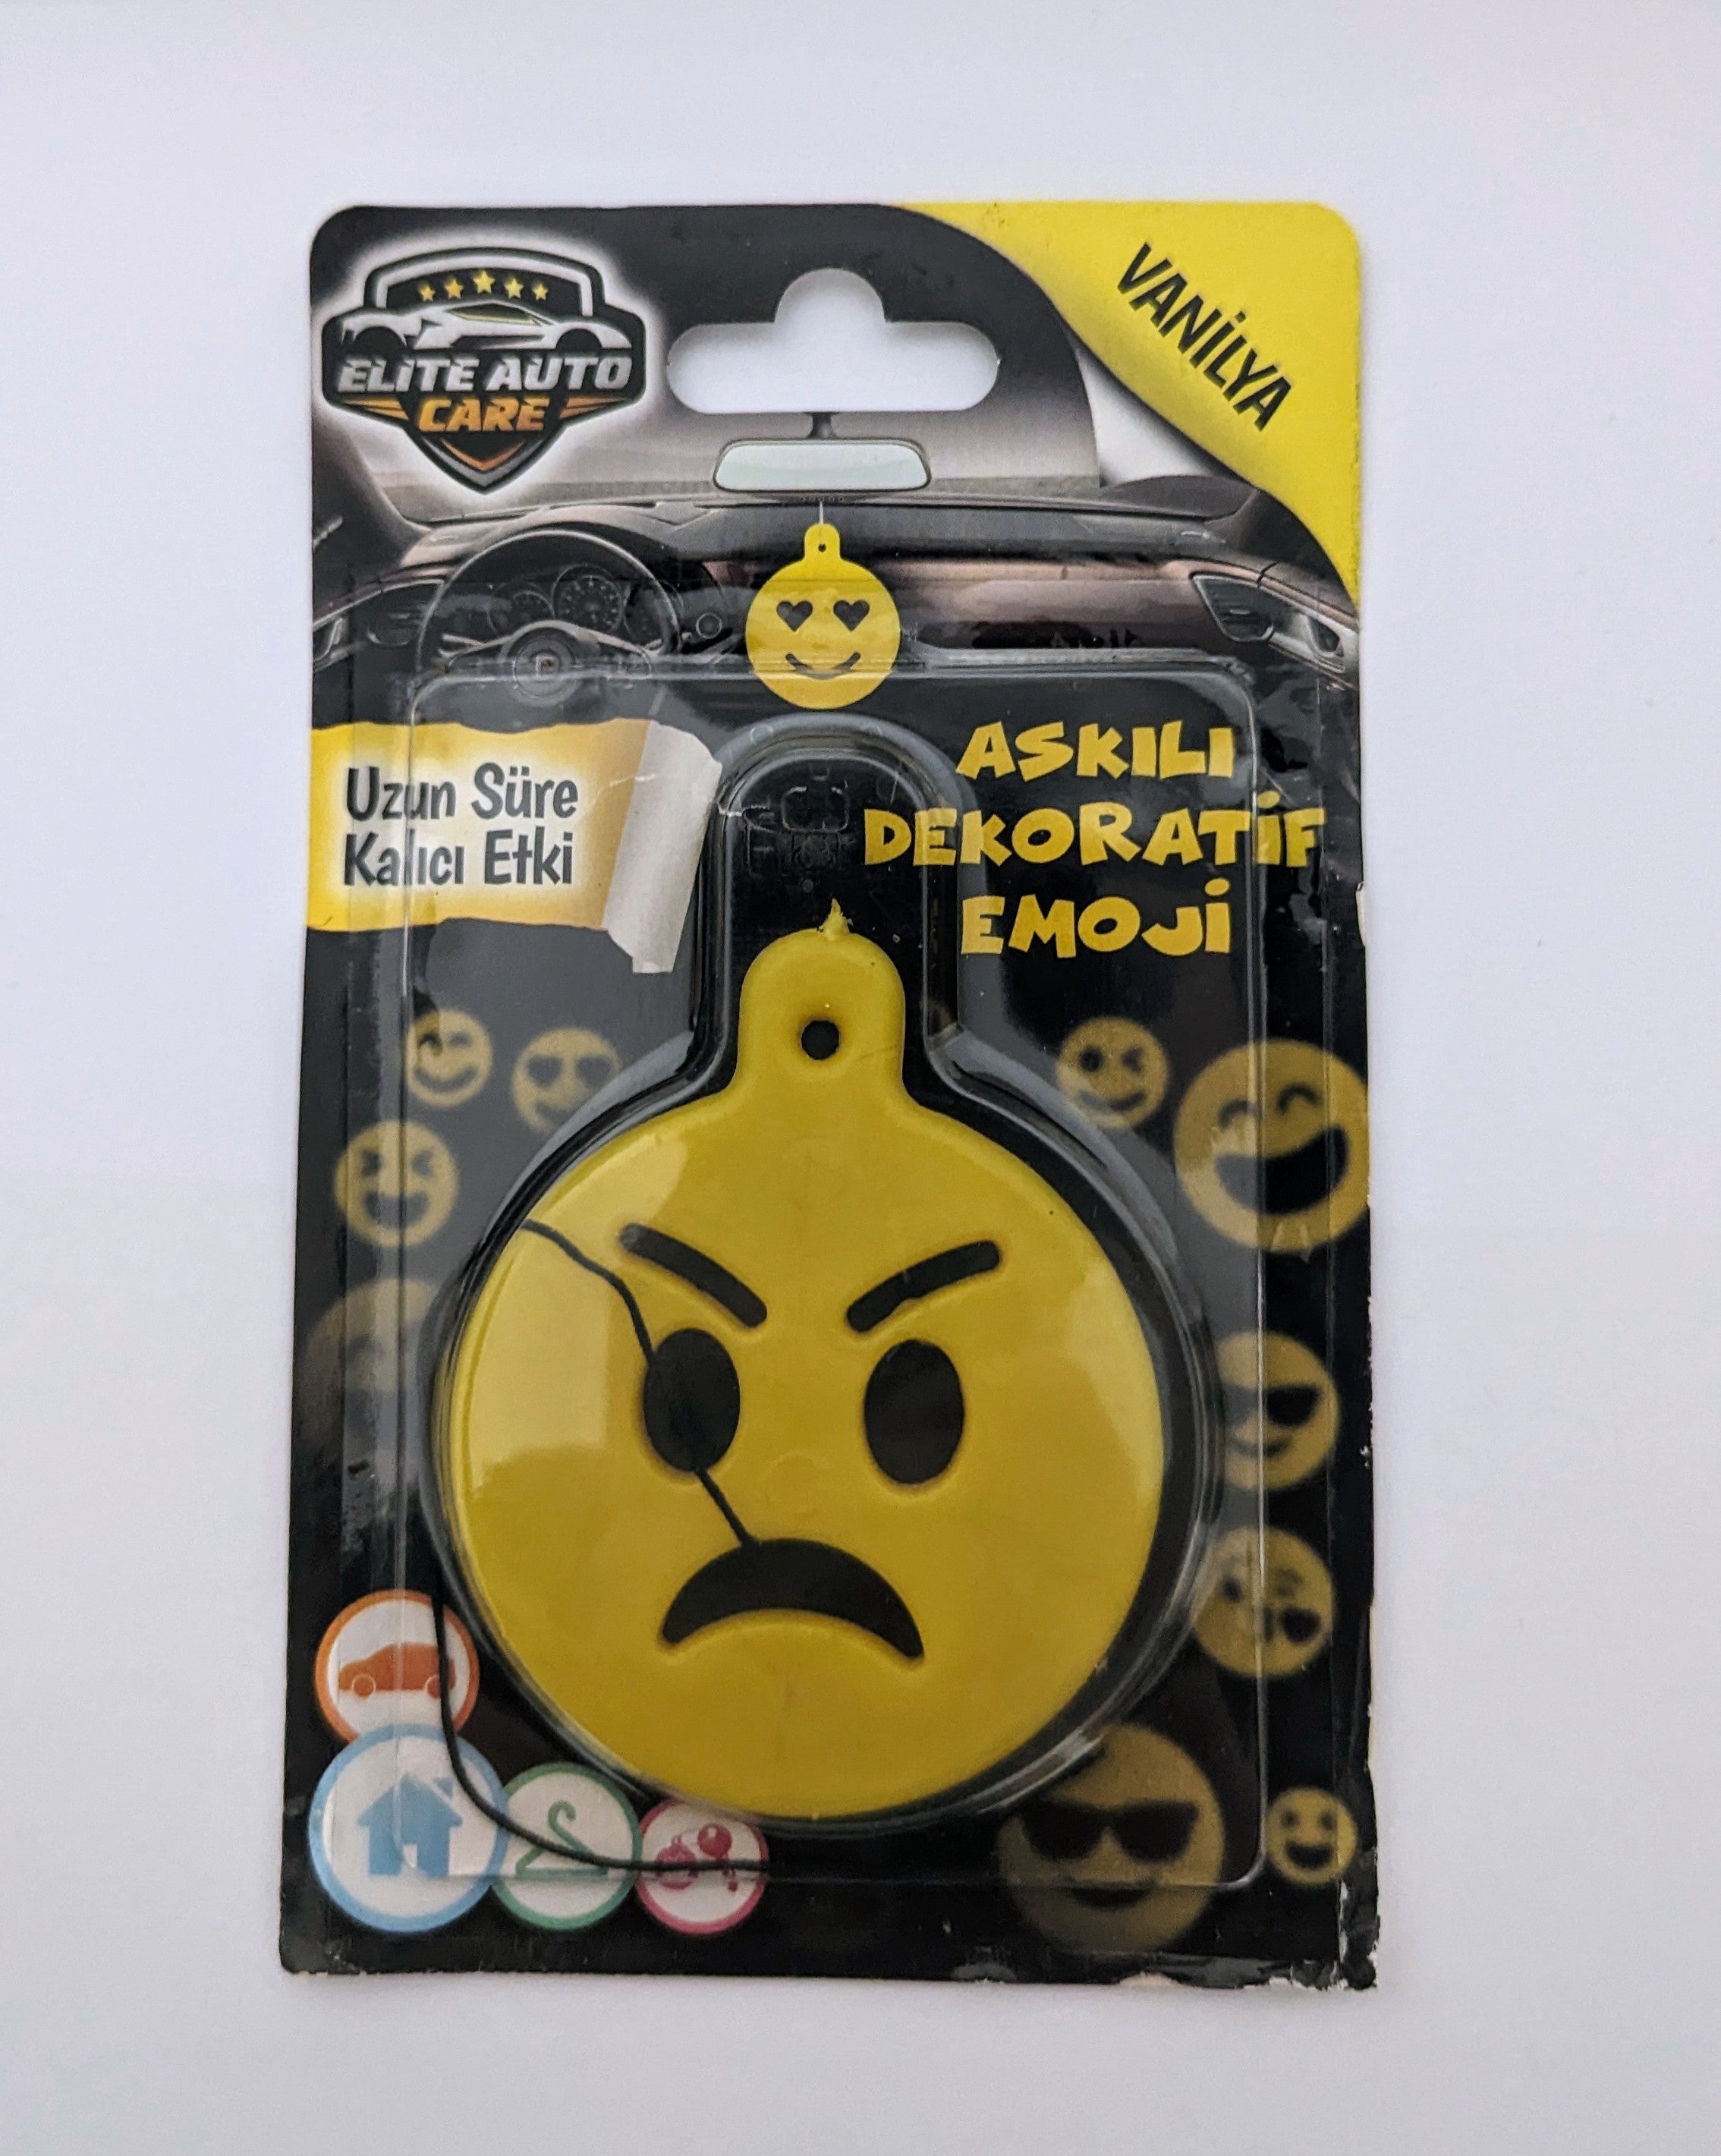 ELITE AUTO
CARE
VANİLYA
Uzun Süre
Kalıcı Etki
ASKILI
DEKORATİF
EMOJİ